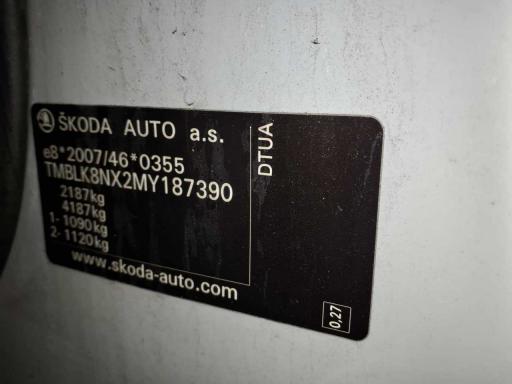 ŠKODA AUTO a.s.
e8*2007/46*0355
TMBLK8NX2MY187390
2187kg
4187kg
1- 1090kg
2- 1120kg
www.skoda-auto.com
DTUA
0,27